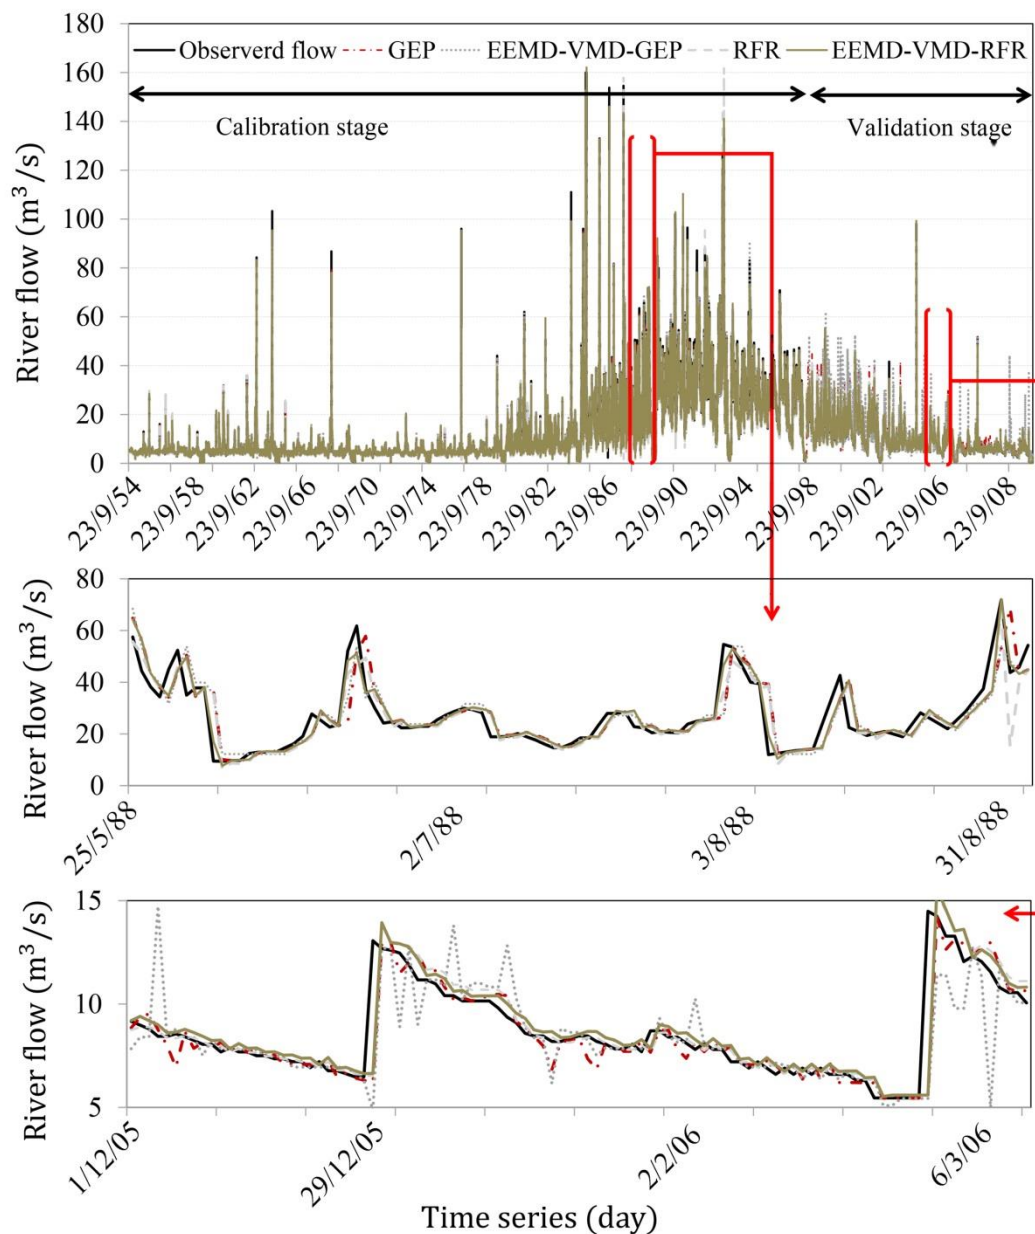 180
Observerd flow GEP EEMD-VMD-GEP RFR EEMD-VMD-RFR
160
140
Calibration stage Validation stage
120
100
80
60
40
20
0
River flow (m³/s)
23/9/54 23/9/58 23/9/62 23/9/66 23/9/70 23/9/74 23/9/78 23/9/82 23/9/86 23/9/90 23/9/94 23/9/98 23/9/02 23/9/06 23/9/08
80
60
40
20
0
River flow (m³/s)
25/5/88 2/7/88 3/8/88 31/8/88
15
10
5
River flow (m³/s)
1/12/05 29/12/05 2/2/06 6/3/06
Time series (day)